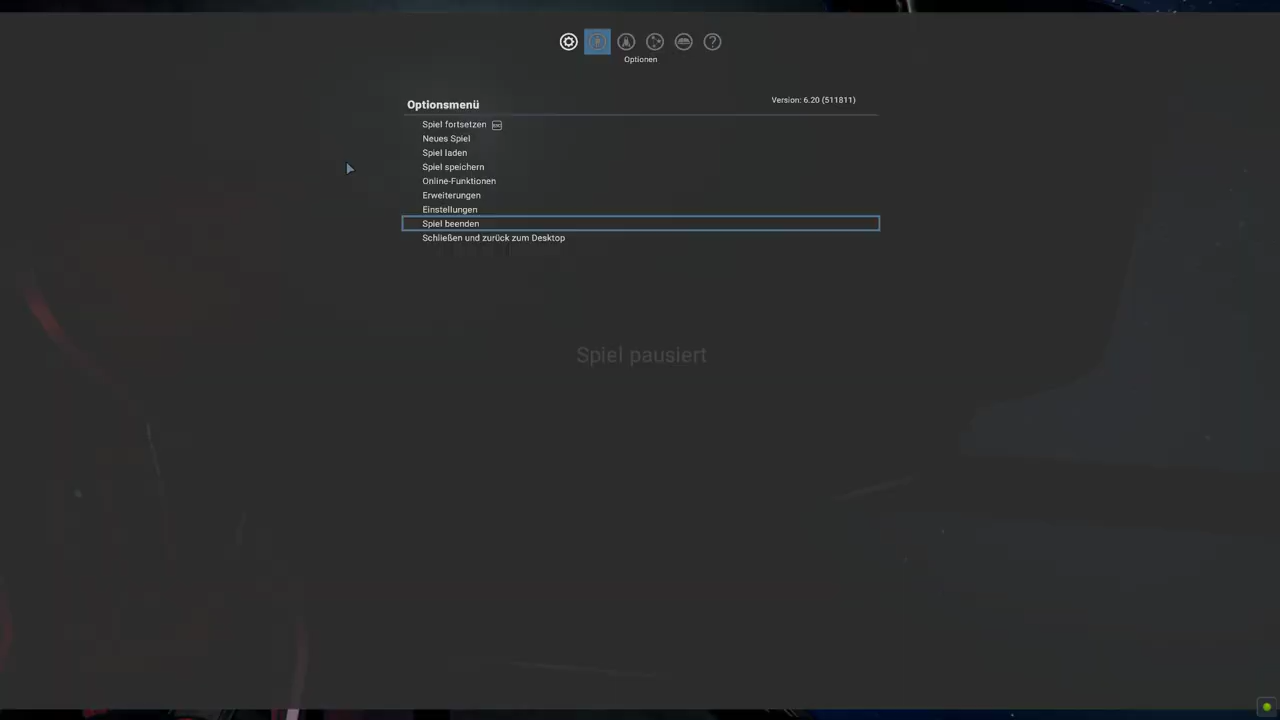 Optionen
Optionsmenü
Version: 6.20 (511811)
Spiel fortsetzen
Neues Spiel
Spiel laden
Spiel speichern
Online-Funktionen
Erweiterungen
Einstellungen
Spiel beenden
Schließen und zurück zum Desktop
Spiel pausiert